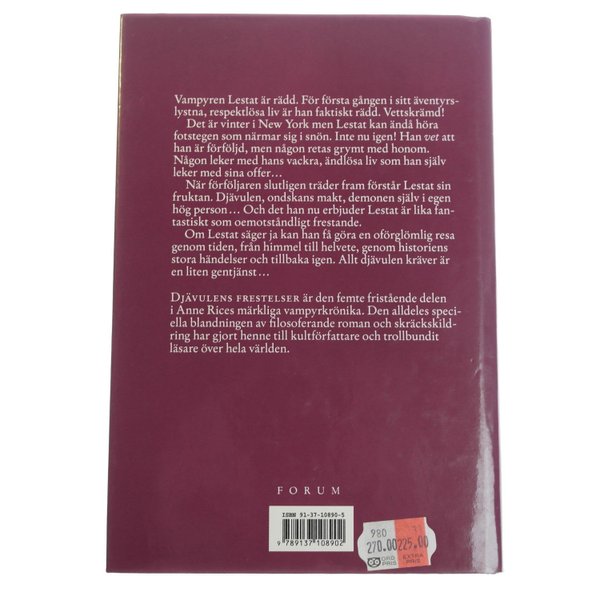 Vampyren Lestat är rädd. För första gången i sitt äventyrs-
lystna, respektlösa liv är han faktiskt rädd. Vettskrämd!
Det är vinter i New York men Lestat kan ändå höra
fotstegen som närmar sig i snön. Inte nu igen! Han vet att
han är förföljd, men någon retas grymt med honom.
Någon leker med hans vackra, ändlösa liv som han själv
leker med sina offer…
När förföljaren slutligen träder fram förstår Lestat sin
fruktan. Djävulen, ondskans makt, demonen själv i egen
hög person… Och det han nu erbjuder Lestat är lika fan-
tastiskt som oemotståndligt frestande.
Om Lestat säger ja kan han få göra en oförglömlig resa
genom tiden, från himmel till helvete, genom historiens
stora händelser och tillbaka igen. Allt djävulen kräver är
en liten gentjänst…
DJÄVULENS FRESTELSER är den femte fristående delen
i Anne Rices märkliga vampyrkrönika. Den alldeles speci-
ella blandningen av filosoferande roman och skräckskild-
ring har gjort henne till kultförfattare och trollbundit
läsare över hela världen.
FORUM
ISBN 91-37-10890-5
9 789137 108902
980
270.00 225.00
ORD PRIS
EXTRA PRIS